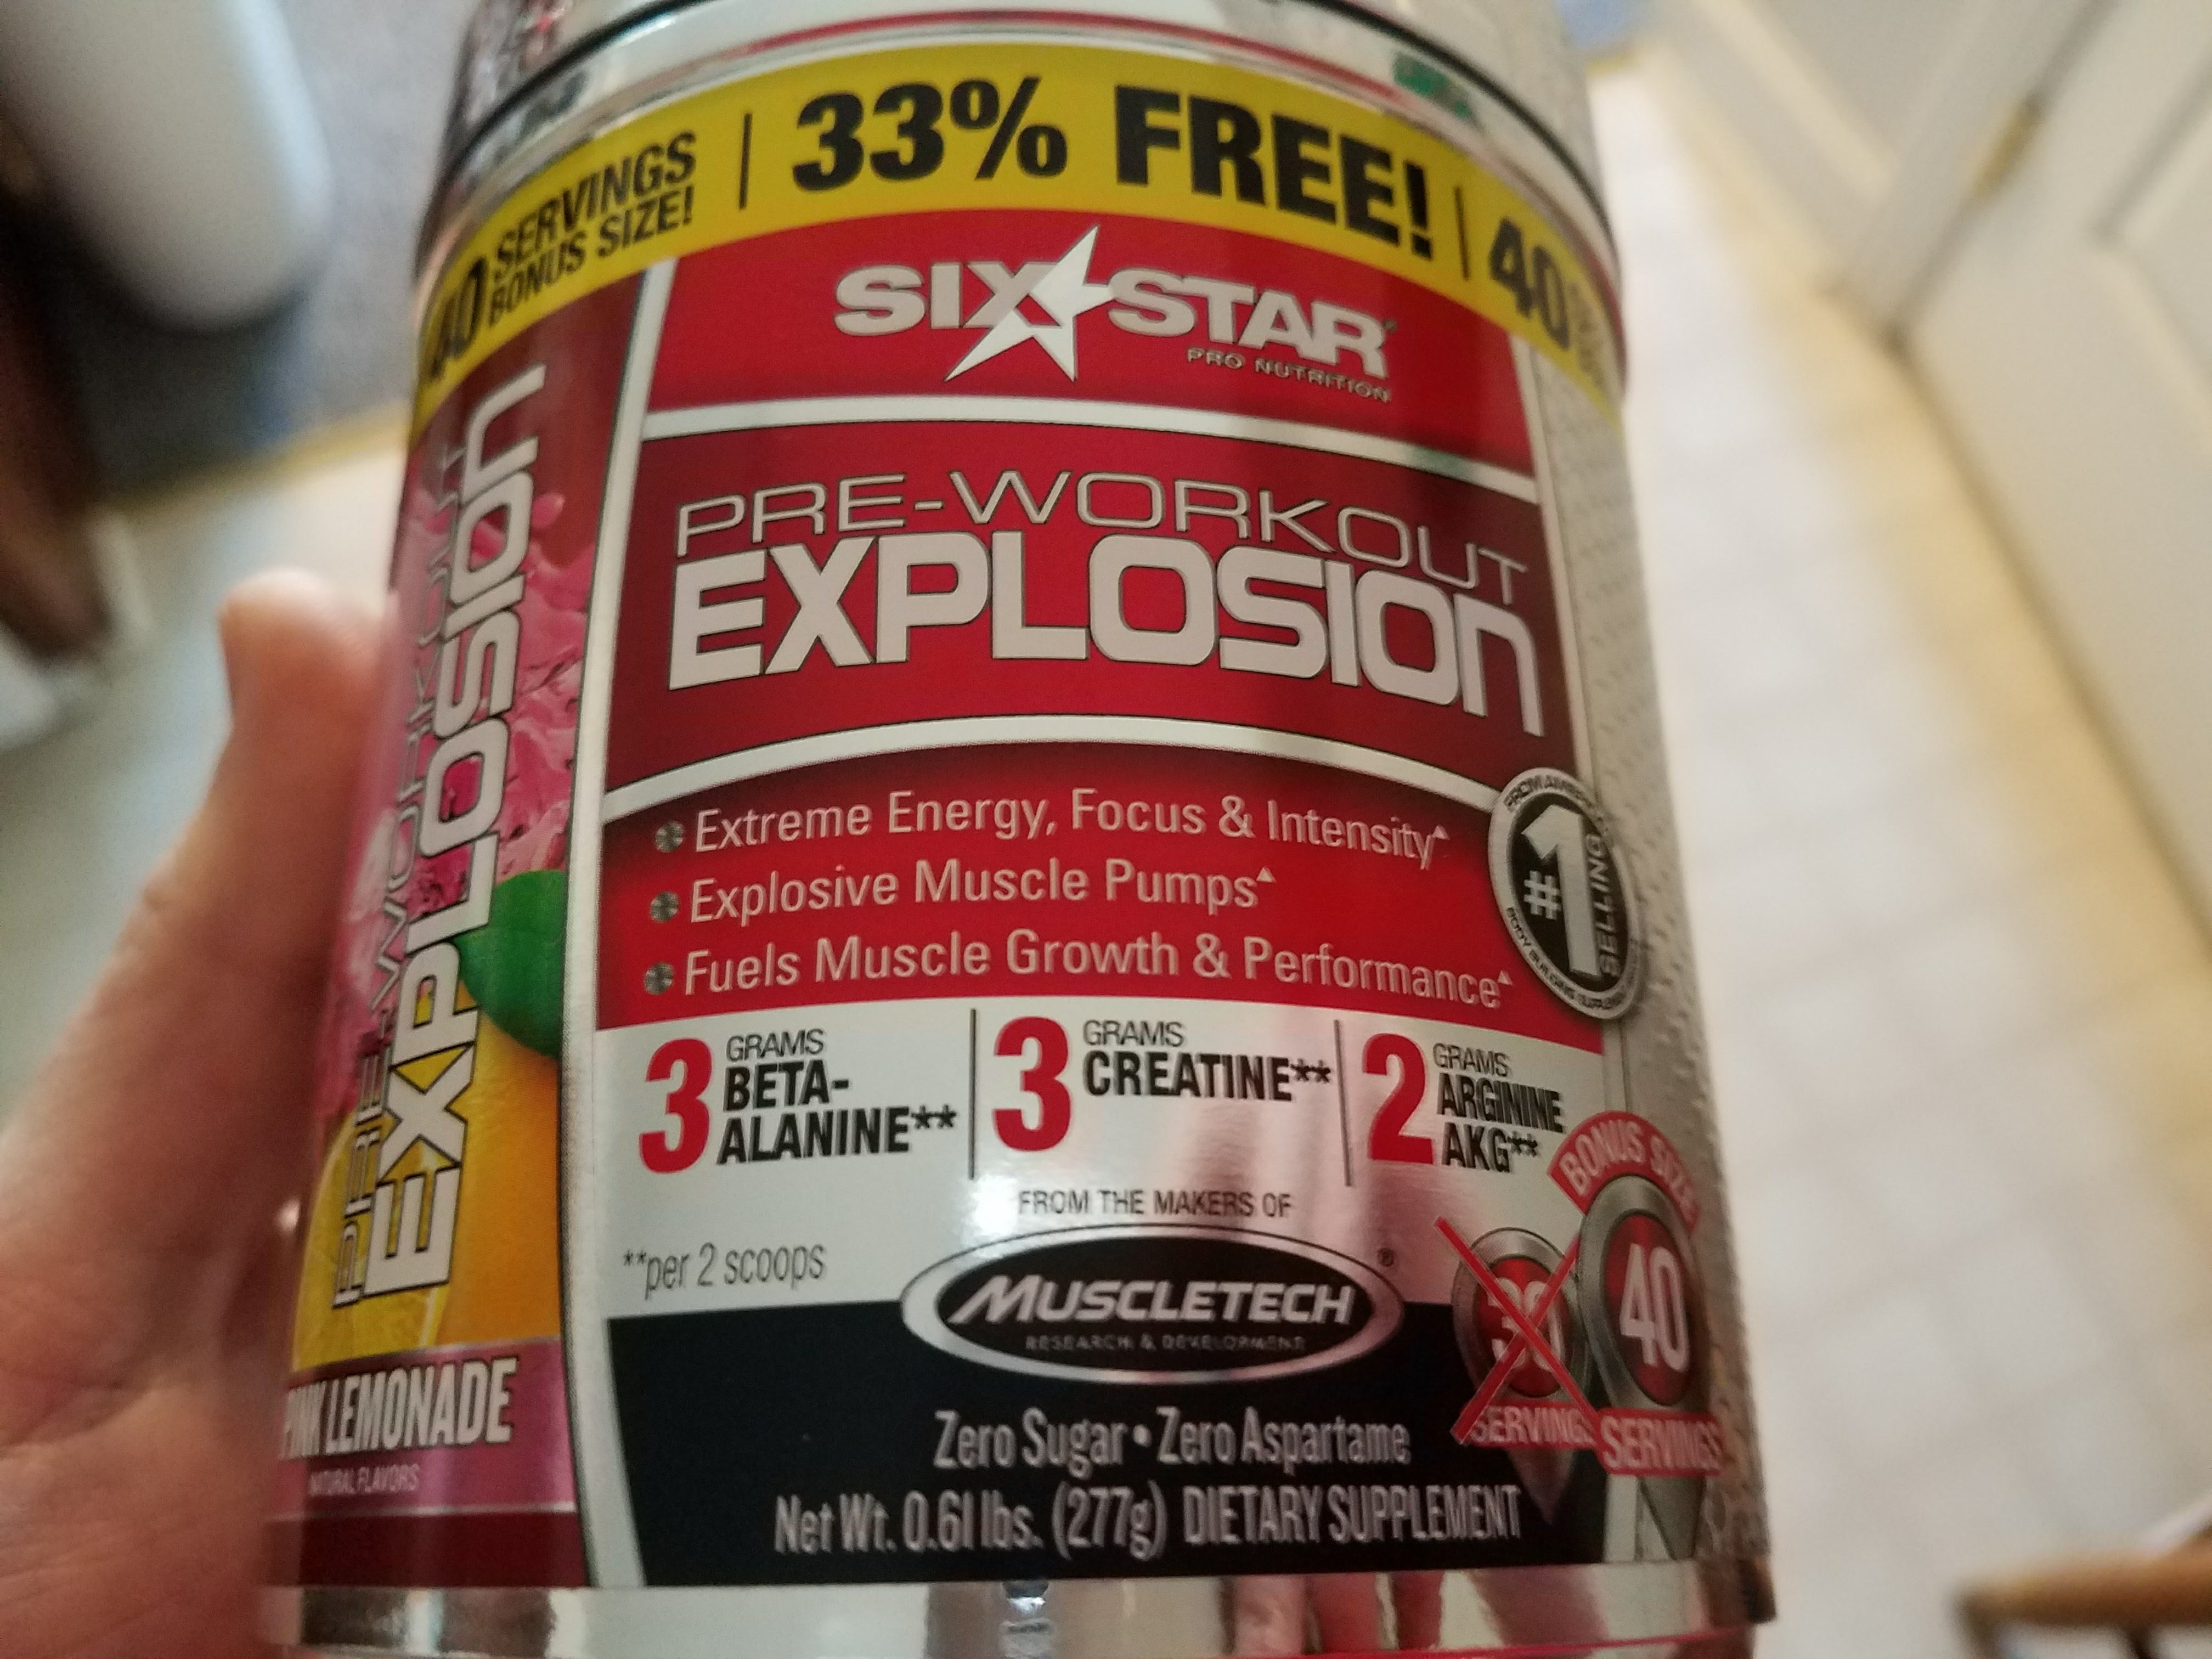 40 SERVINGS
BONUS SIZE!
33% FREE!
40
SIX STAR
PRO NUTRITION
PRE-WORKOUT
EXPLOSION
Extreme Energy, Focus & Intensity▲
Explosive Muscle Pumps▲
Fuels Muscle Growth & Performance▲
#1
SELLING
3 GRAMS
BETA-
ALANINE**
3 GRAMS
CREATINE**
2 GRAMS
ARGININE
AKG**
**per 2 scoops
FROM THE MAKERS OF
MUSCLETECH®
RESEARCH & DEVELOPMENT
BONUS SIZE
30
SERVINGS
40
SERVINGS
Zero Sugar • Zero Aspartame
Net Wt. 0.61 lbs. (277g) DIETARY SUPPLEMENT
PRE-WORKOUT
EXPLOSION
PINK LEMONADE
NATURAL FLAVORS